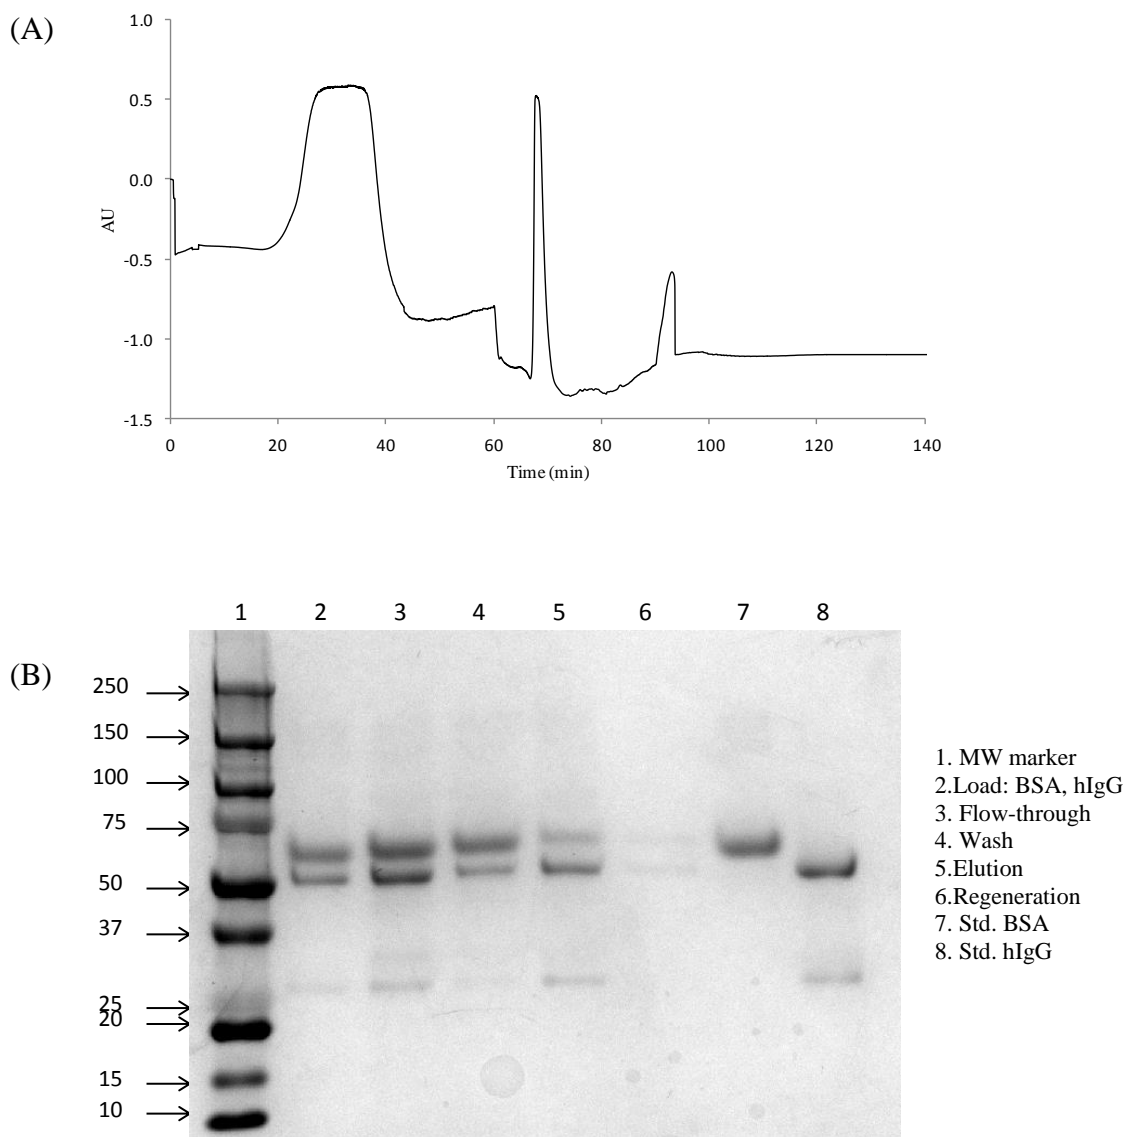 (A)
1.0
0.5
0.0
-0.5
-1.0
-1.5
AU
0 20 40 60 80 100 120 140
Time (min)
(B)
1 2 3 4 5 6 7 8
250
150
100
75
50
37
25
20
15
10
1. MW marker
2.Load: BSA, hIgG
3. Flow-through
4. Wash
5.Elution
6.Regeneration
7. Std. BSA
8. Std. hIgG